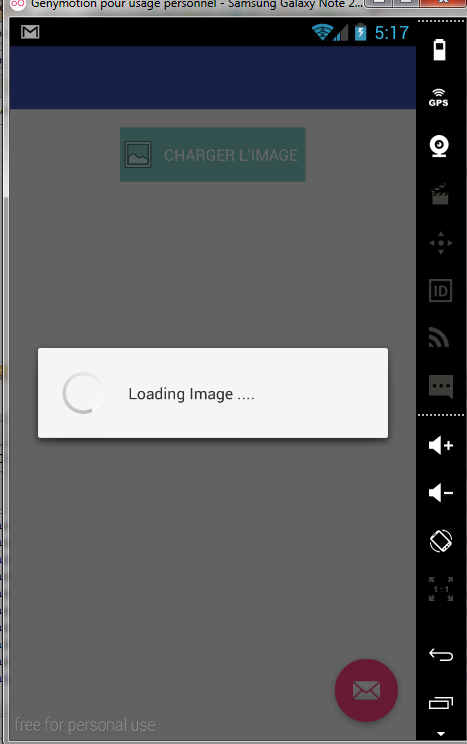 Genymotion pour usage personnel - Samsung Galaxy Note 2...
5:17
GPS
CHARGER L'IMAGE
ID
Loading Image ....
1:1
free for personal use